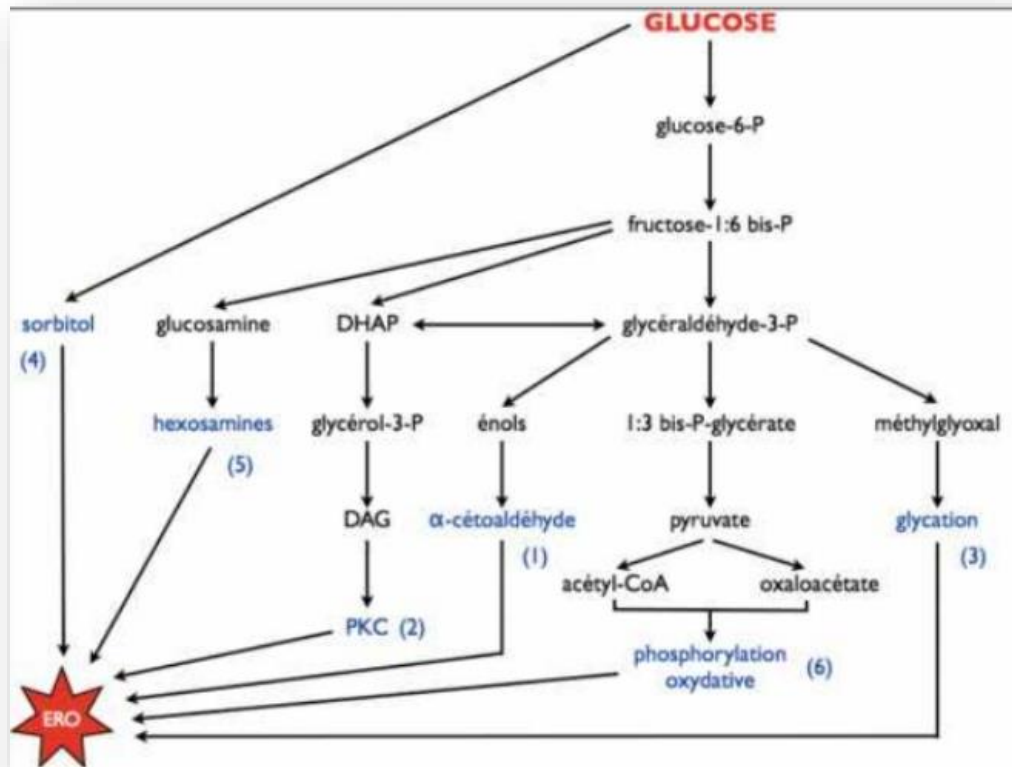 GLUCOSE
glucose-6-P
fructose-1:6 bis-P
sorbitol
(4)
glucosamine
DHAP
glycéraldéhyde-3-P
hexosamines
(5)
glycérol-3-P
énols
1:3 bis-P-glycérate
méthylglyoxal
DAG
α-cétoaldéhyde
(1)
pyruvate
glycation
(3)
acétyl-CoA
oxaloacétate
PKC (2)
phosphorylation
oxydative
(6)
ERO